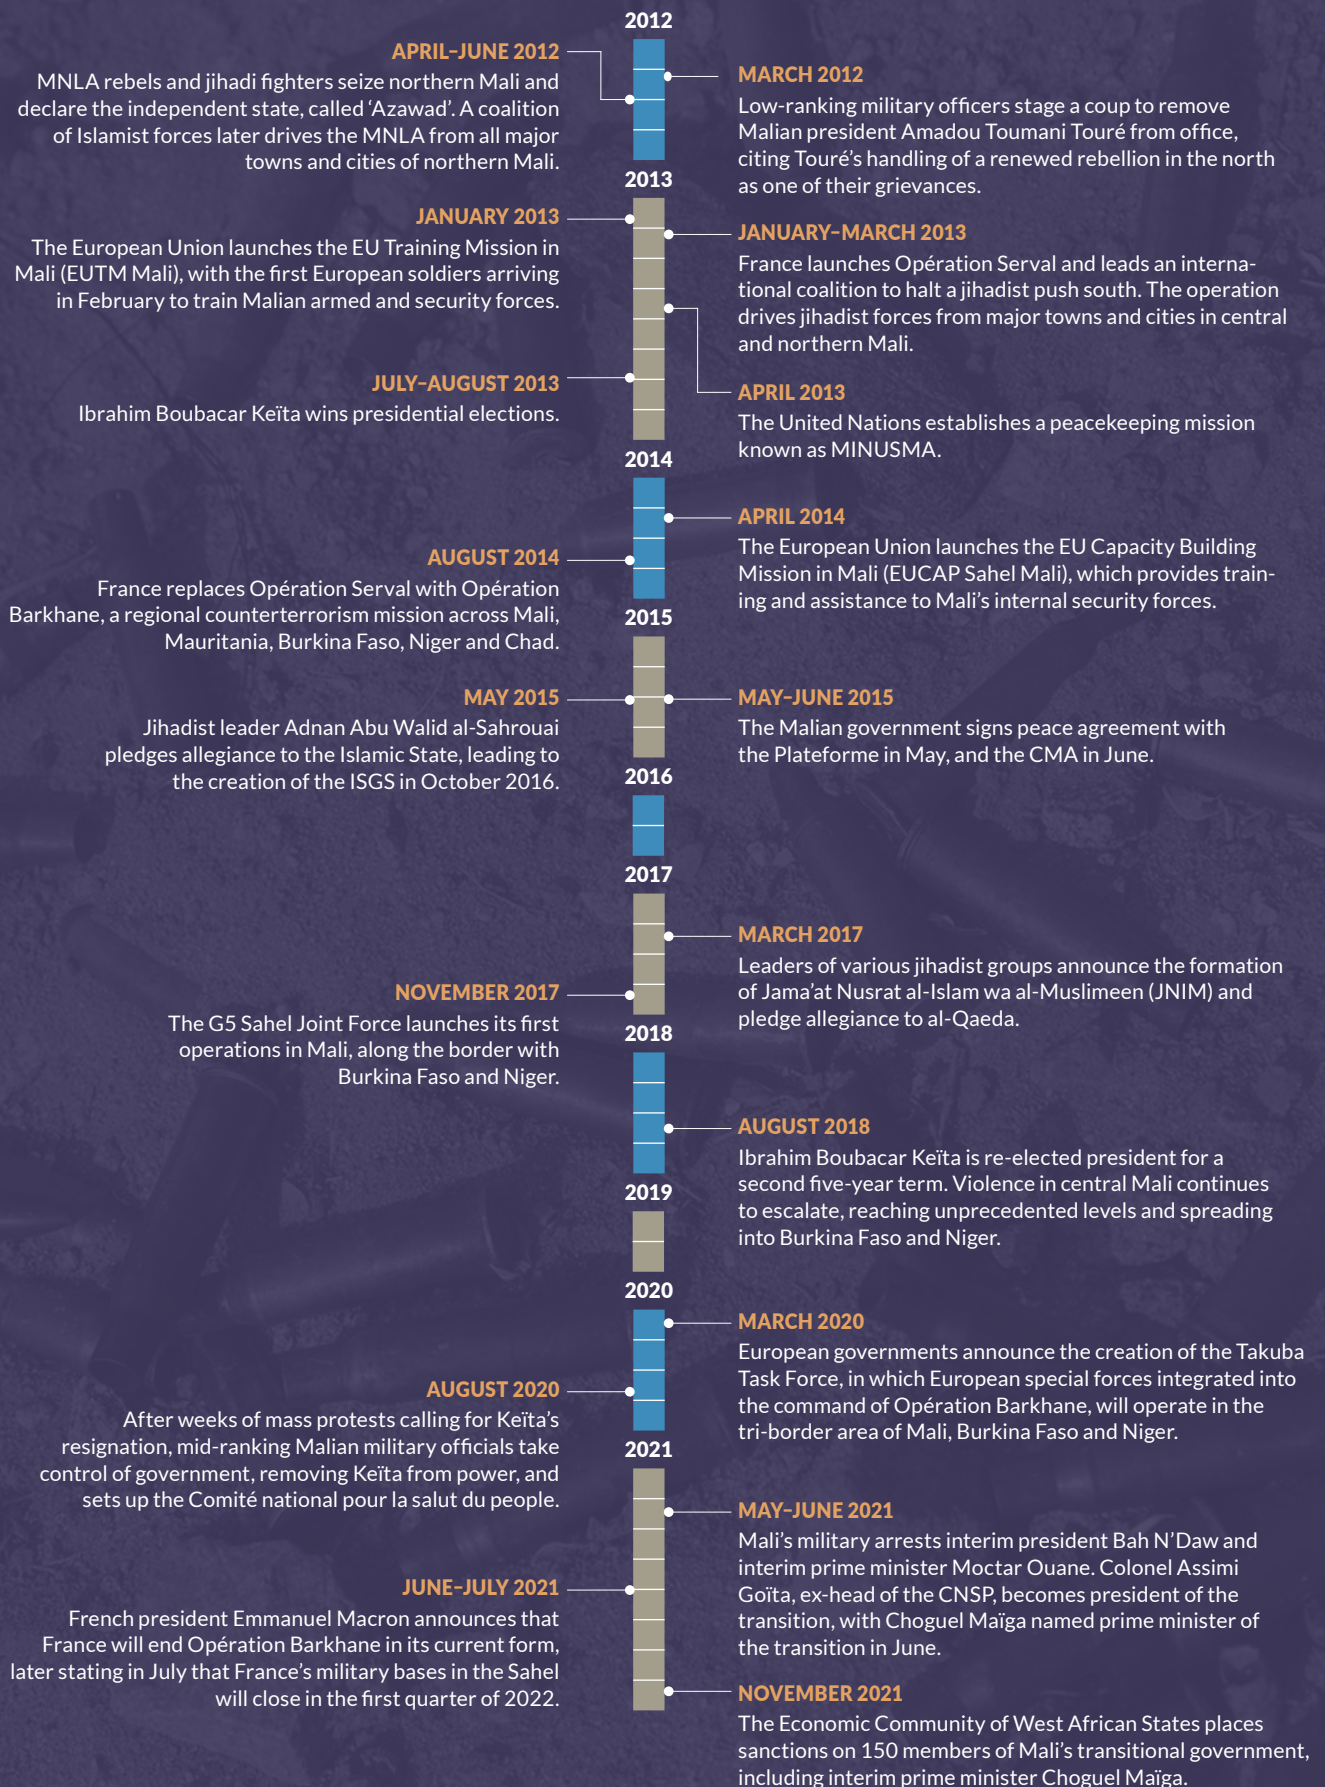 2012
APRIL–JUNE 2012
MNLA rebels and jihadi fighters seize northern Mali and
declare the independent state, called ‘Azawad’. A coalition
of Islamist forces later drives the MNLA from all major
towns and cities of northern Mali.
MARCH 2012
Low-ranking military officers stage a coup to remove
Malian president Amadou Toumani Touré from office,
citing Touré’s handling of a renewed rebellion in the north
as one of their grievances.
2013
JANUARY 2013
The European Union launches the EU Training Mission in
Mali (EUTM Mali), with the first European soldiers arriving
in February to train Malian armed and security forces.
JANUARY–MARCH 2013
France launches Opération Serval and leads an interna-
tional coalition to halt a jihadist push south. The operation
drives jihadist forces from major towns and cities in central
and northern Mali.
JULY–AUGUST 2013
Ibrahim Boubacar Keïta wins presidential elections.
APRIL 2013
The United Nations establishes a peacekeeping mission
known as MINUSMA.
2014
APRIL 2014
The European Union launches the EU Capacity Building
Mission in Mali (EUCAP Sahel Mali), which provides train-
ing and assistance to Mali’s internal security forces.
AUGUST 2014
France replaces Opération Serval with Opération
Barkhane, a regional counterterrorism mission across Mali,
Mauritania, Burkina Faso, Niger and Chad.
2015
MAY 2015
Jihadist leader Adnan Abu Walid al-Sahrouai
pledges allegiance to the Islamic State, leading to
the creation of the ISGS in October 2016.
MAY–JUNE 2015
The Malian government signs peace agreement with
the Plateforme in May, and the CMA in June.
2016
2017
MARCH 2017
Leaders of various jihadist groups announce the formation
of Jama’at Nusrat al-Islam wa al-Muslimeen (JNIM) and
pledge allegiance to al-Qaeda.
NOVEMBER 2017
The G5 Sahel Joint Force launches its first
operations in Mali, along the border with
Burkina Faso and Niger.
2018
AUGUST 2018
Ibrahim Boubacar Keïta is re-elected president for a
second five-year term. Violence in central Mali continues
to escalate, reaching unprecedented levels and spreading
into Burkina Faso and Niger.
2019
2020
MARCH 2020
European governments announce the creation of the Takuba
Task Force, in which European special forces integrated into
the command of Opération Barkhane, will operate in the
tri-border area of Mali, Burkina Faso and Niger.
AUGUST 2020
After weeks of mass protests calling for Keïta’s
resignation, mid-ranking Malian military officials take
control of government, removing Keïta from power, and
sets up the Comité national pour la salut du people.
2021
MAY–JUNE 2021
Mali’s military arrests interim president Bah N’Daw and
interim prime minister Moctar Ouane. Colonel Assimi
Goïta, ex-head of the CNSP, becomes president of the
transition, with Choguel Maïga named prime minister of
the transition in June.
JUNE–JULY 2021
French president Emmanuel Macron announces that
France will end Opération Barkhane in its current form,
later stating in July that France’s military bases in the Sahel
will close in the first quarter of 2022.
NOVEMBER 2021
The Economic Community of West African States places
sanctions on 150 members of Mali’s transitional government,
including interim prime minister Choguel Maïga.